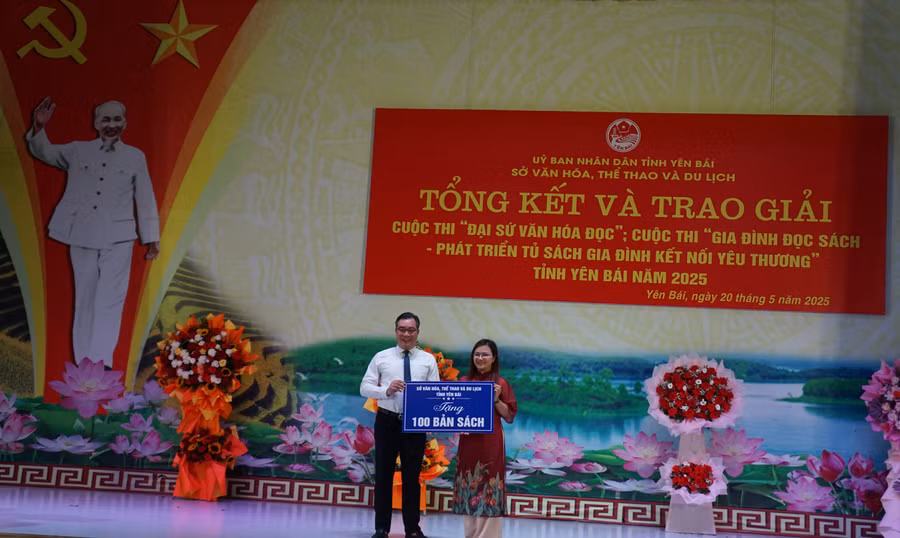 YÊN BÁI
UỶ BAN NHÂN DÂN TỈNH YÊN BÁI
SỞ VĂN HÓA, THỂ THAO VÀ DU LỊCH
TỔNG KẾT VÀ TRAO GIẢI
CUỘC THI "ĐẠI SỨ VĂN HÓA ĐỌC"; CUỘC THI "GIA ĐÌNH ĐỌC SÁCH
- PHÁT TRIỂN TỦ SÁCH GIA ĐÌNH KẾT NỐI YÊU THƯƠNG"
TỈNH YÊN BÁI NĂM 2025
Yên Bái, ngày 20 tháng 5 năm 2025
SỞ VĂN HÓA, THỂ THAO VÀ DU LỊCH
TỈNH YÊN BÁI
Tặng
100 BẢN SÁCH